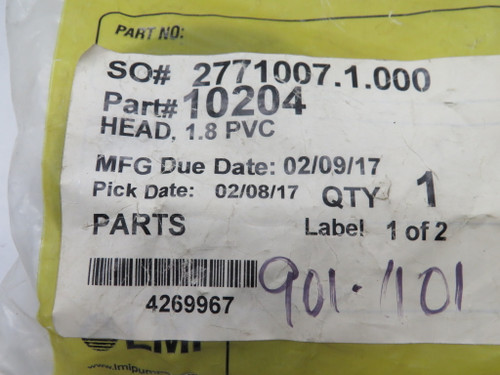 PART NO:
SO# 2771007.1.000
Part# 10204
HEAD, 1.8 PVC
MFG Due Date: 02/09/17
Pick Date: 02/08/17 QTY 1
PARTS Label 1 of 2
4269967
901-1101
LMI